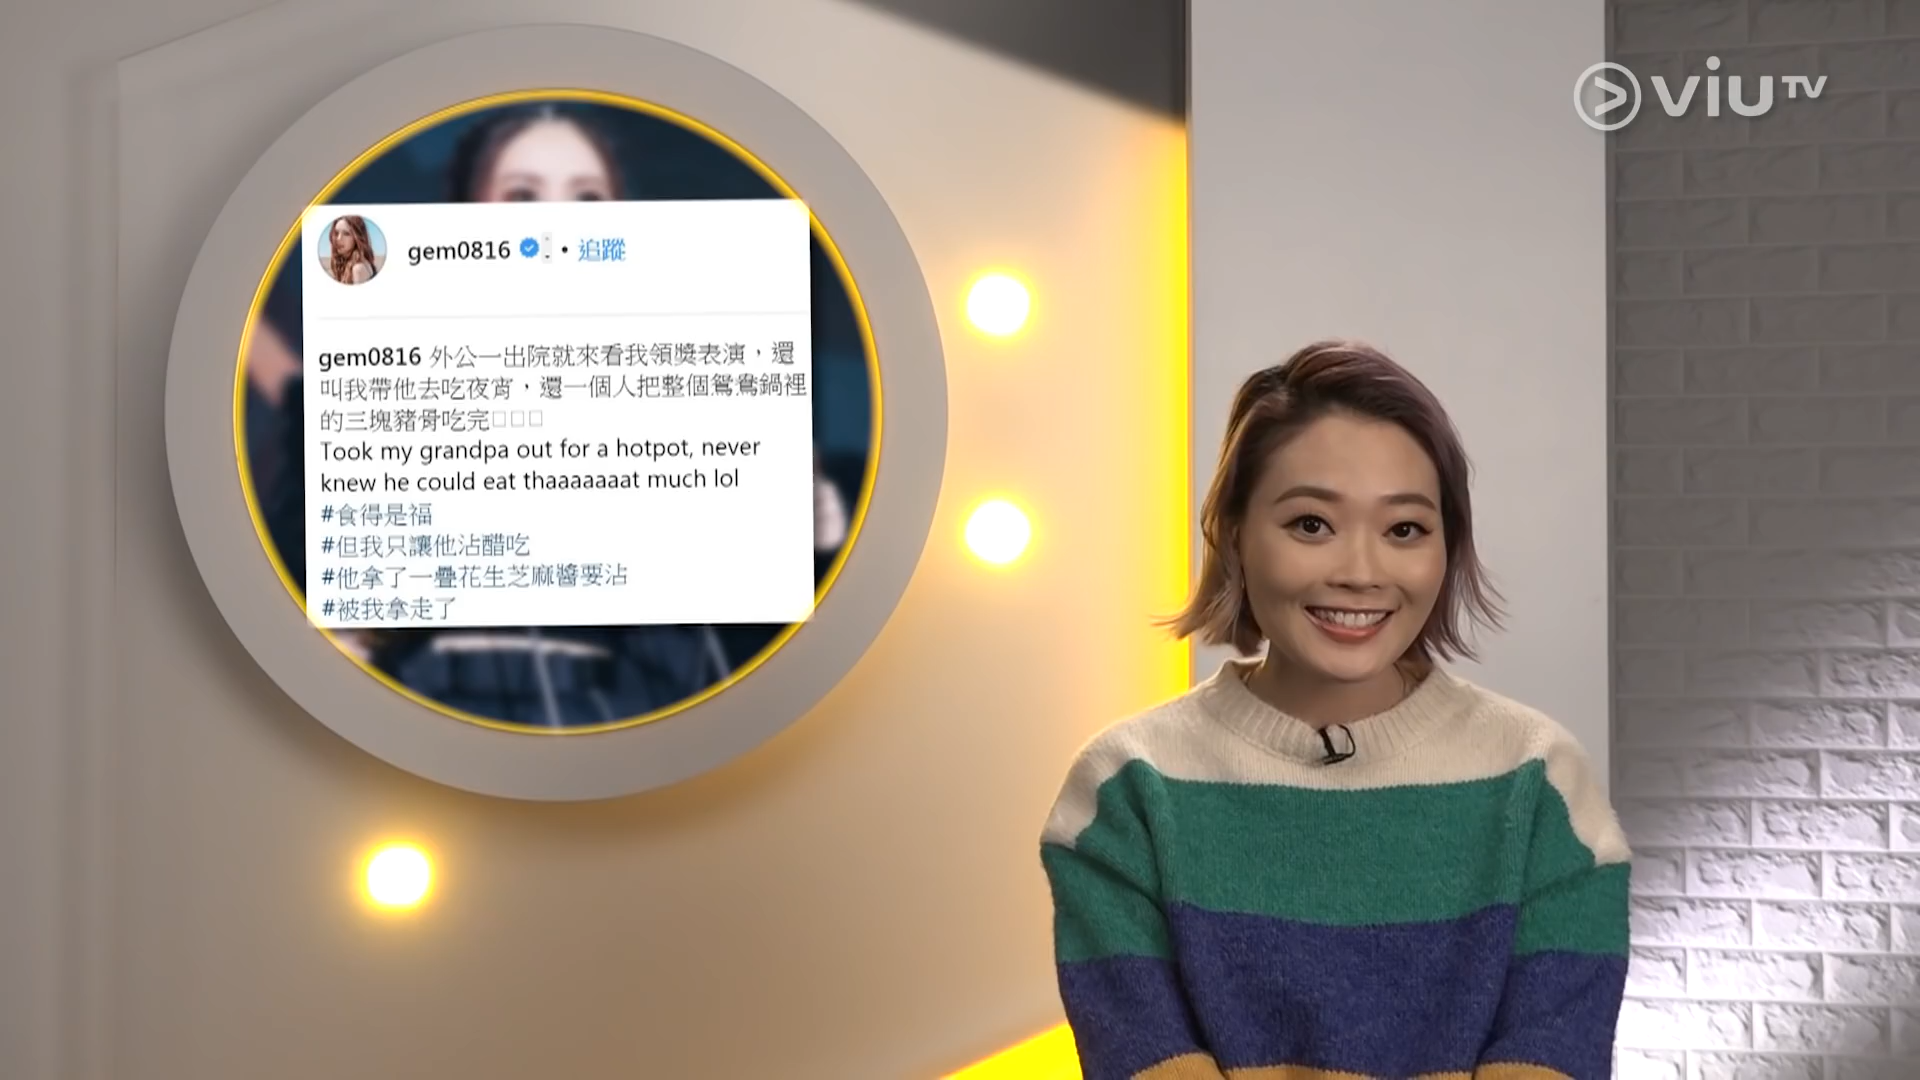 viu TV
gem0816 • 追蹤
gem0816 外公一出院就來看我領獎表演，還
叫我帶他去吃夜宵，還一個人把整個鴛鴦鍋裡
的三塊豬骨吃完□□□
Took my grandpa out for a hotpot, never
knew he could eat thaaaaaaat much lol
#食得是福
#但我只讓他沾醋吃
#他拿了一疊花生芝麻醬要沾
#被我拿走了